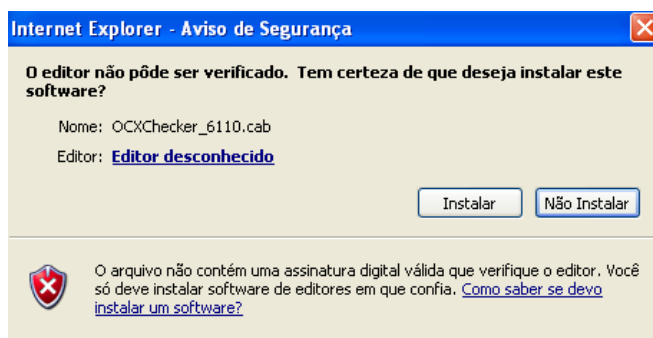 Internet Explorer - Aviso de Segurança
O editor não pôde ser verificado. Tem certeza de que deseja instalar este
software?
Nome: OCXChecker_6110.cab
Editor: Editor desconhecido
Instalar Não Instalar
O arquivo não contém uma assinatura digital válida que verifique o editor. Você
só deve instalar software de editores em que confia. Como saber se devo
instalar um software?